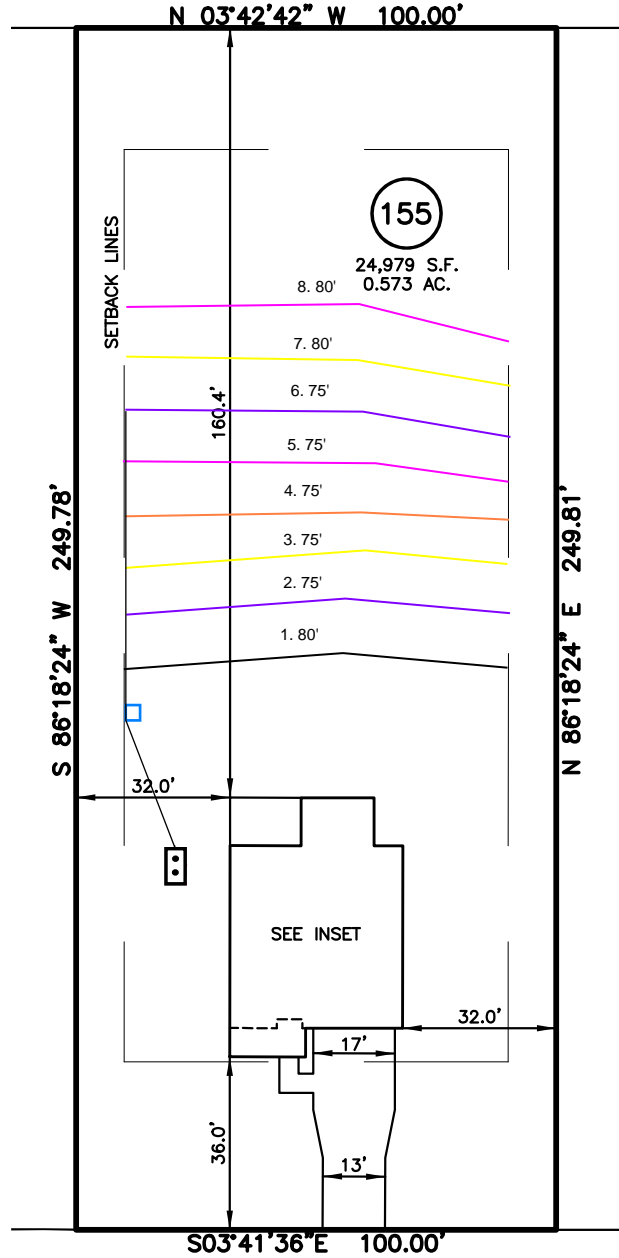 N 03°42'42" W 100.00'
155
24,979 S.F.
0.573 AC.
SETBACK LINES
8. 80'
7. 80'
6. 75'
160.4'
5. 75'
4. 75'
3. 75'
2. 75'
1. 80'
S 86°18'24" W 249.78'
N 86°18'24" E 249.81'
32.0'
SEE INSET
32.0'
17'
36.0'
13'
S03°41'36"E 100.00'